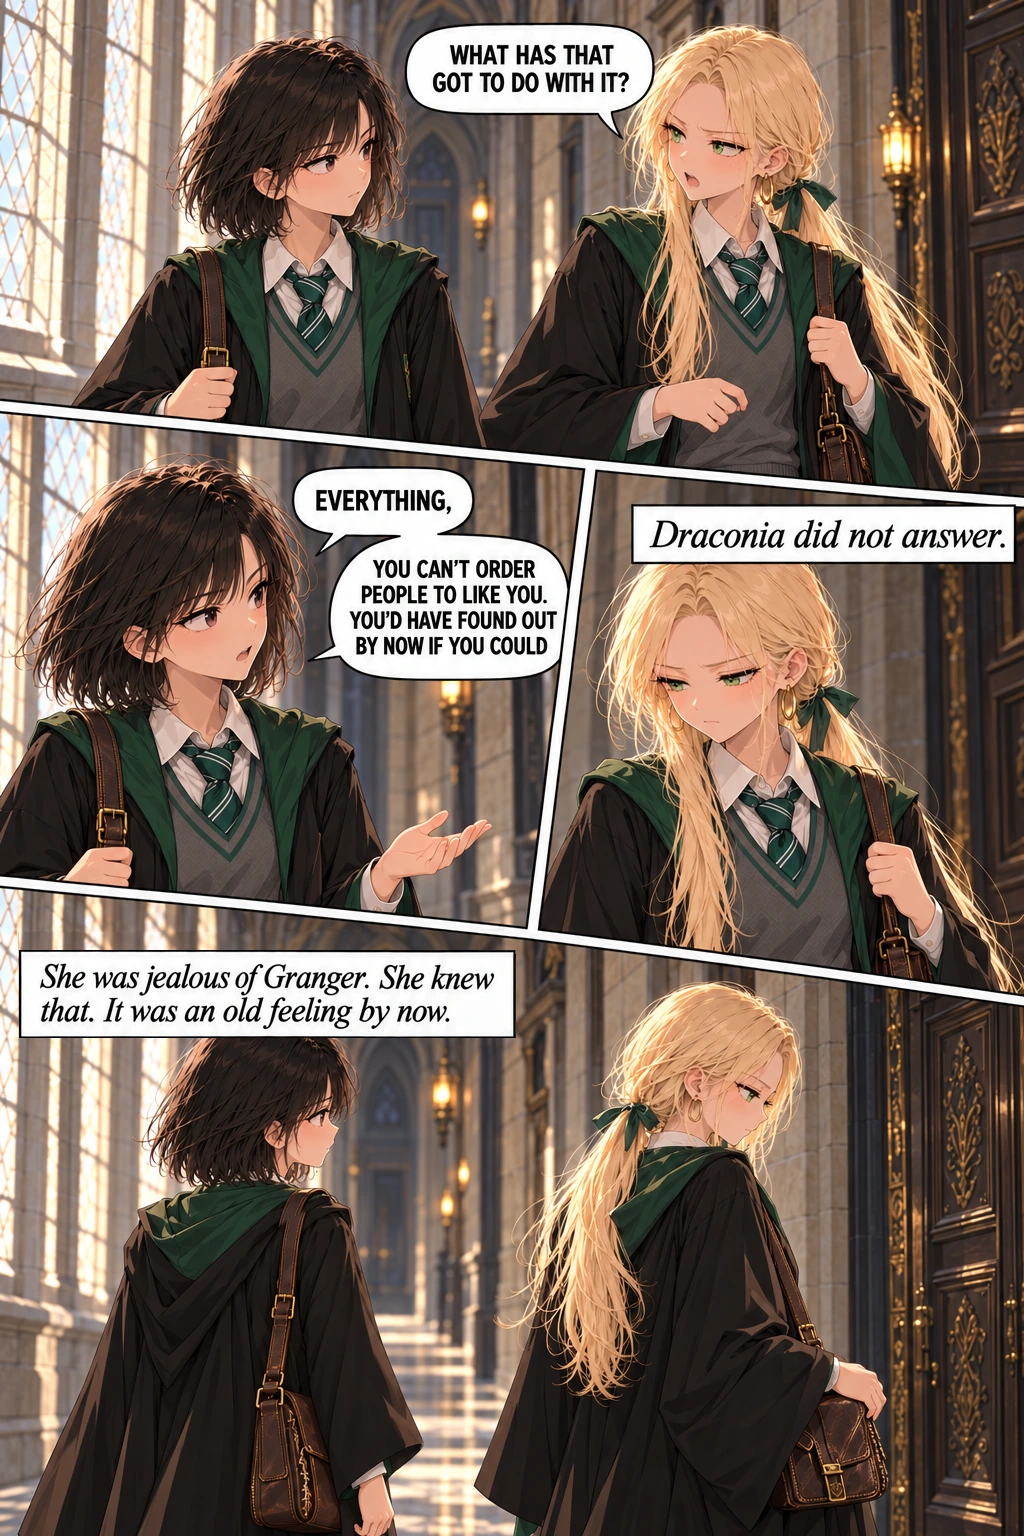 WHAT HAS THAT
GOT TO DO WITH IT?
EVERYTHING,
YOU CAN'T ORDER
PEOPLE TO LIKE YOU.
YOU'D HAVE FOUND OUT
BY NOW IF YOU COULD
Draconia did not answer.
She was jealous of Granger. She knew
that. It was an old feeling by now.